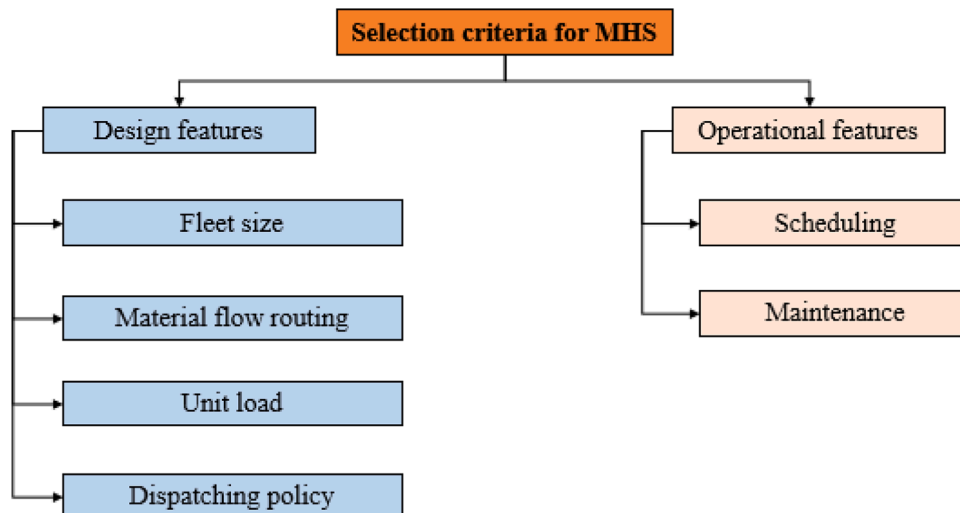 Selection criteria for MHS
Design features
Operational features
Fleet size
Scheduling
Material flow routing
Maintenance
Unit load
Dispatching policy